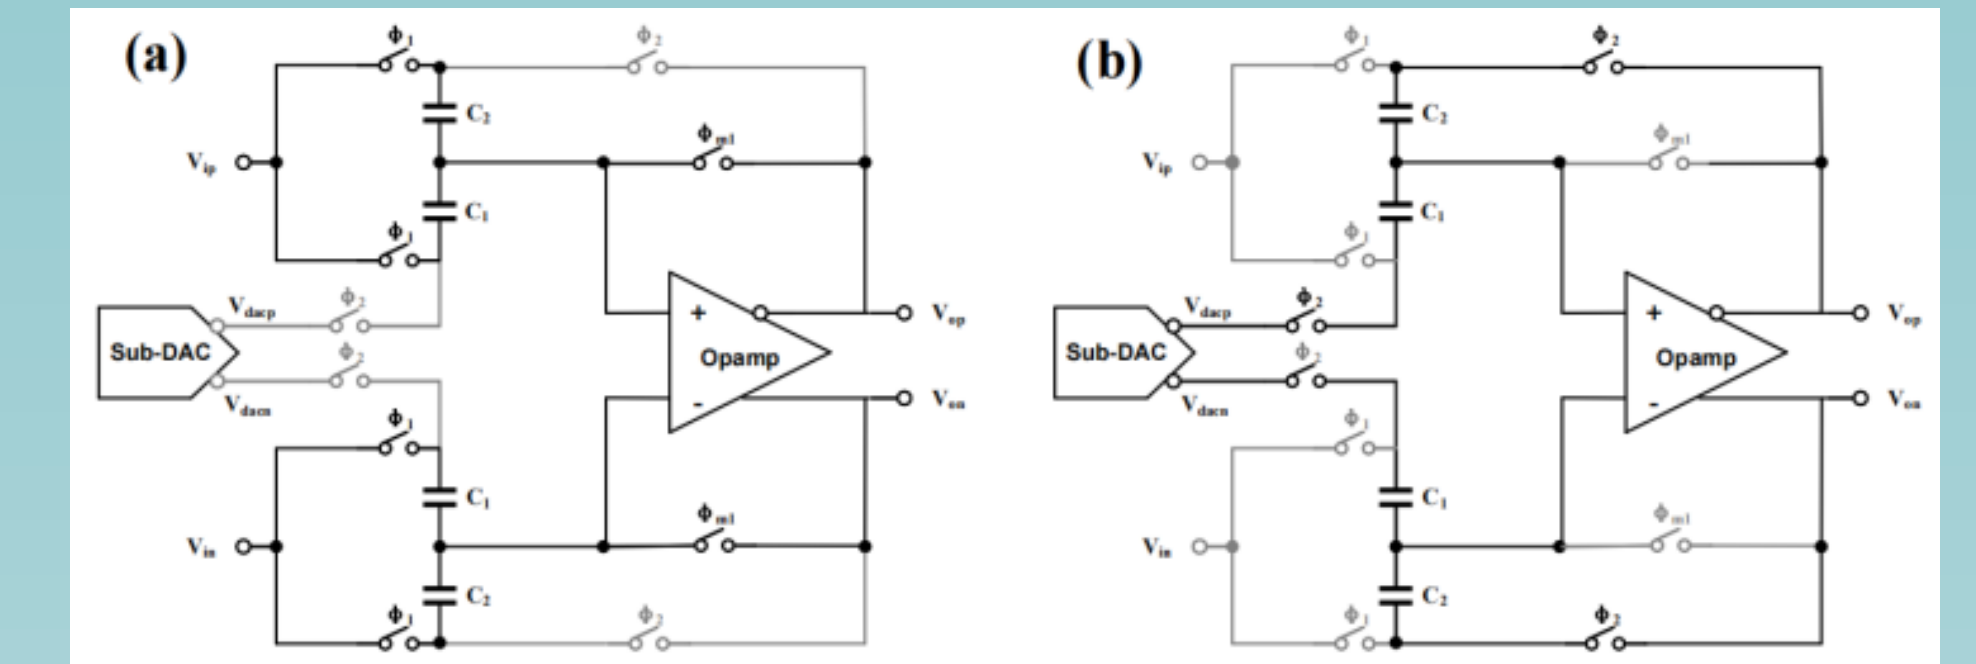 (a)
ϕ1
ϕ2
C2
ϕm1
Vip
C1
ϕ1
Vdacp
ϕ2
+
Vop
Sub-DAC
ϕ2
Opamp
Vdacn
-
Von
ϕ1
C1
ϕm1
Vin
C2
ϕ1
ϕ2
(b)
ϕ1
ϕ2
C2
ϕm1
Vip
C1
ϕ1
Vdacp
ϕ2
+
Vop
Sub-DAC
ϕ2
Opamp
Vdacn
-
Von
ϕ1
C1
ϕm1
Vin
C2
ϕ1
ϕ2